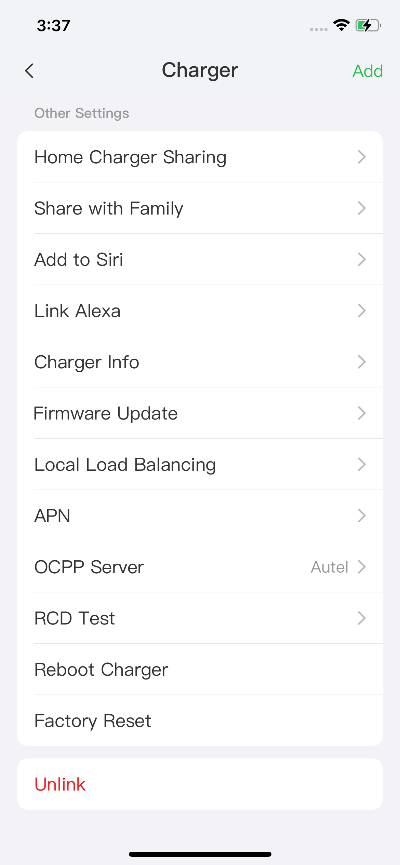 3:37
Charger
Add
Other Settings
Home Charger Sharing
Share with Family
Add to Siri
Link Alexa
Charger Info
Firmware Update
Local Load Balancing
APN
OCPP Server Autel
RCD Test
Reboot Charger
Factory Reset
Unlink